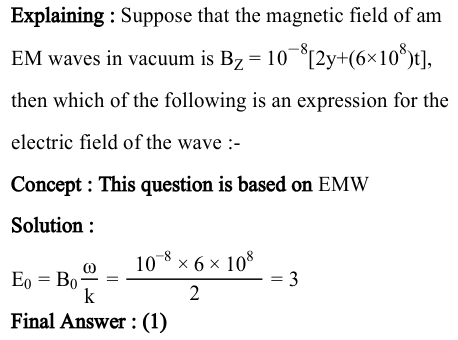 Explaining : Suppose that the magnetic field of am
EM waves in vacuum is B_Z = 10^{-8}[2y+(6×10^8)t],
then which of the following is an expression for the
electric field of the wave :-
Concept : This question is based on EMW
Solution :
E_0 = B_0 ω/k = (10^{-8} × 6 × 10^8)/2 = 3
Final Answer : (1)